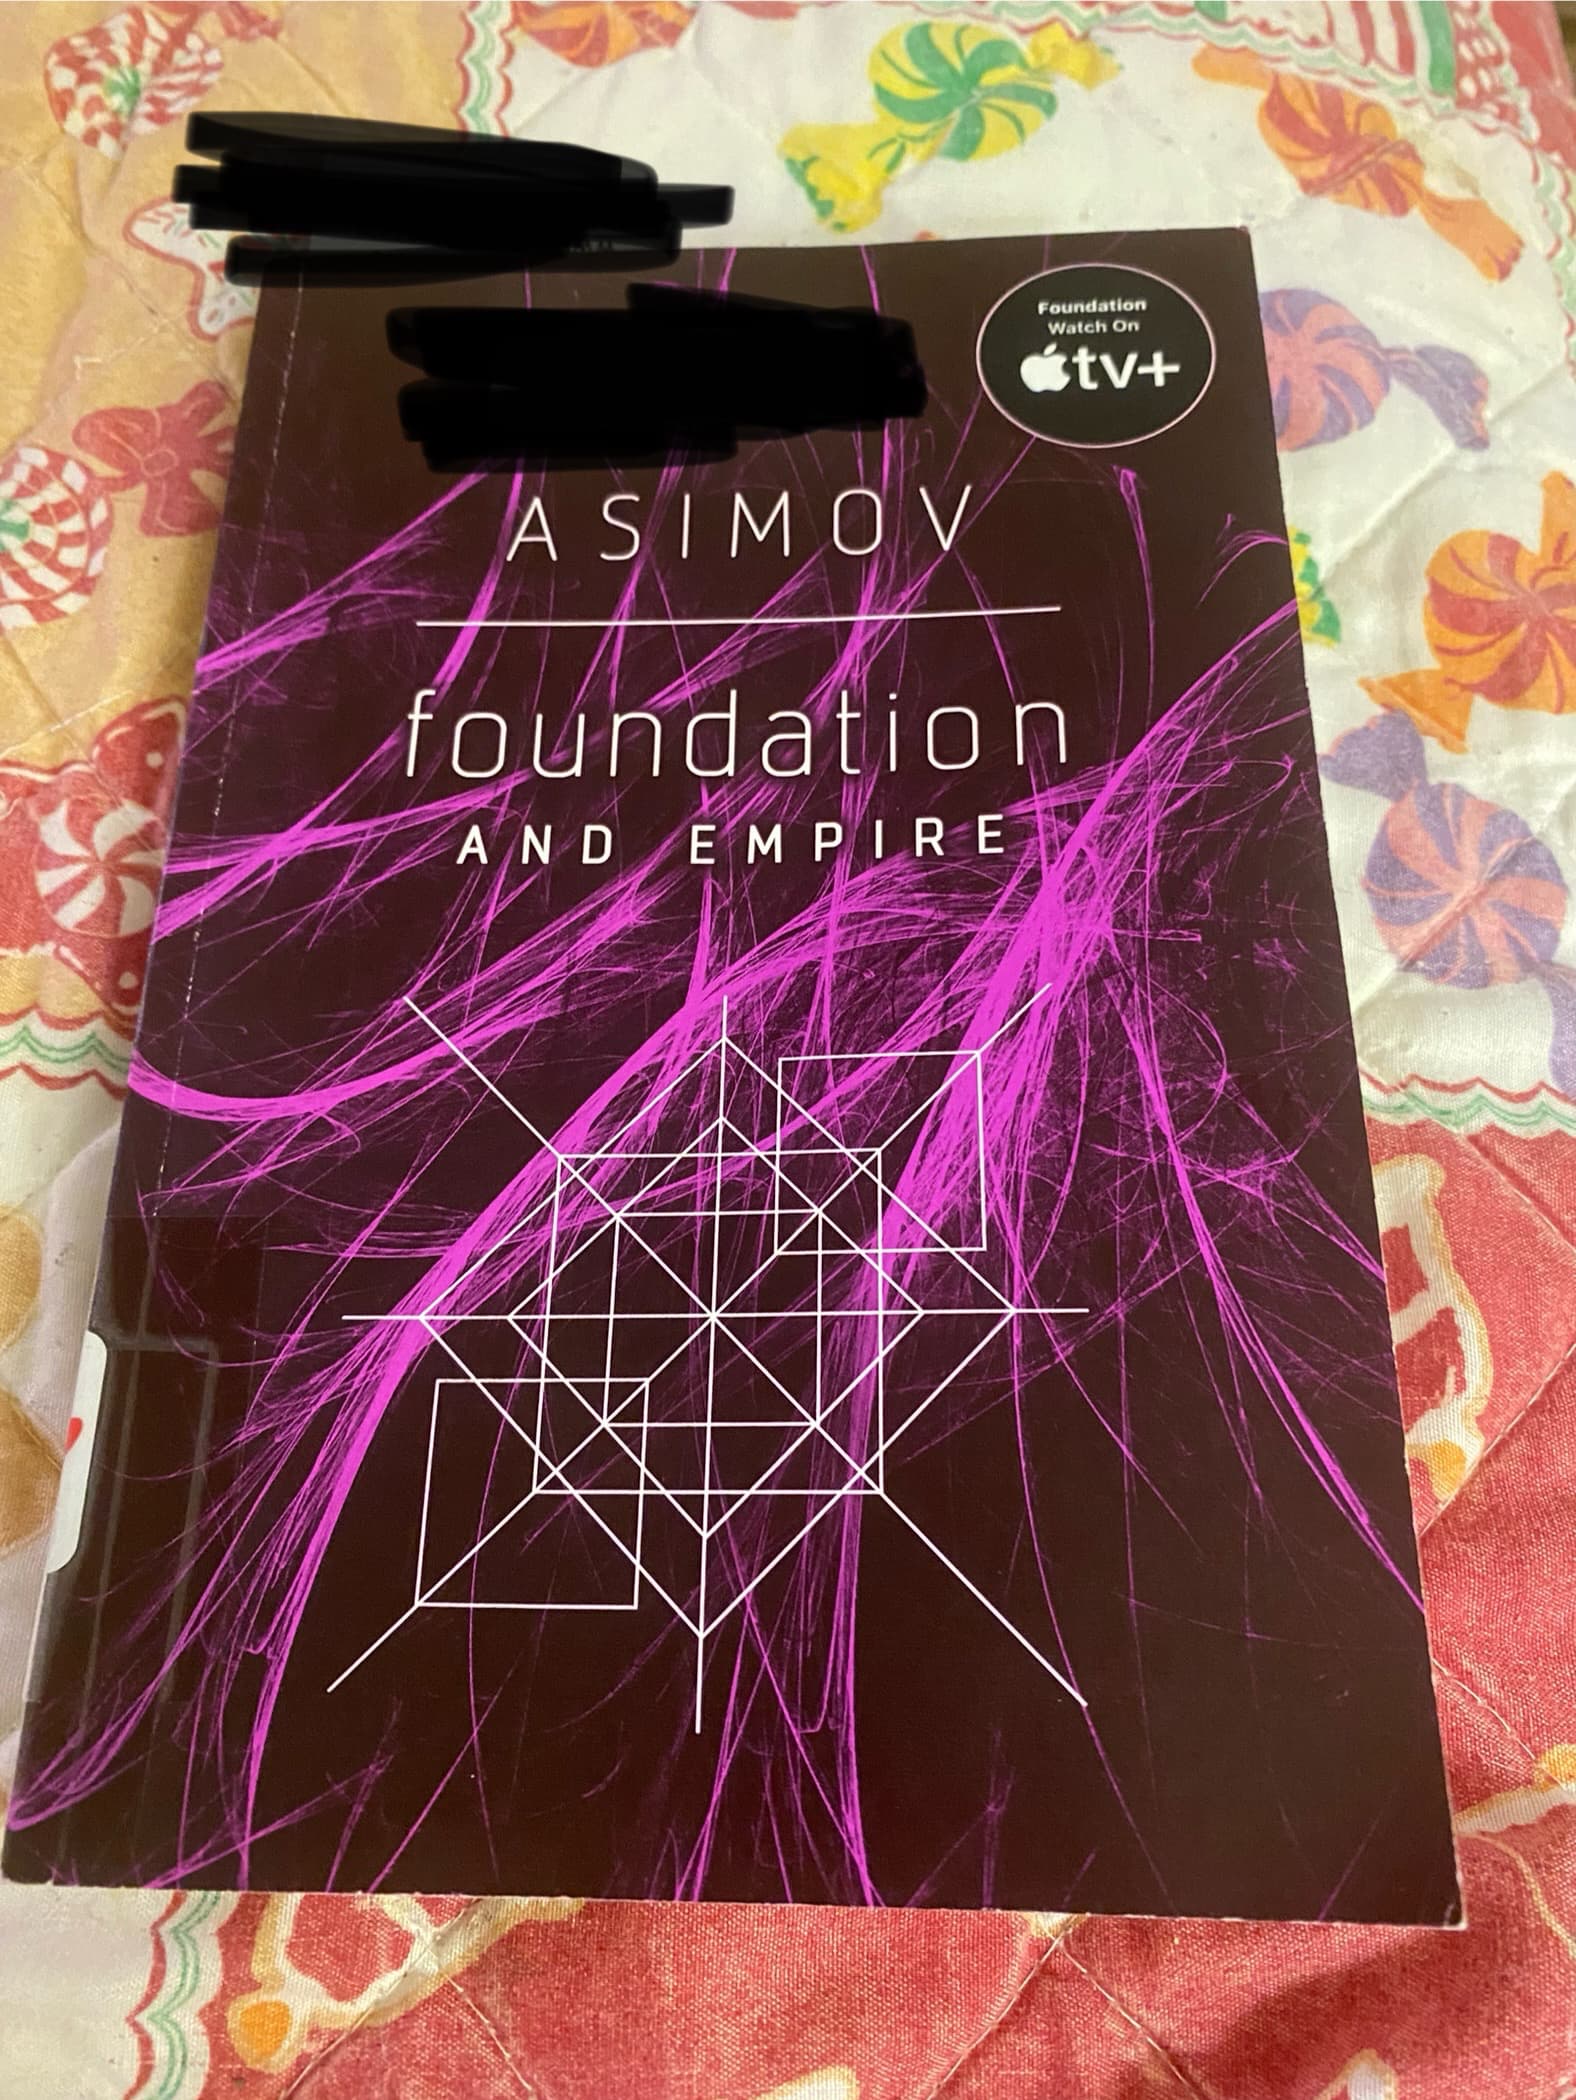 Foundation
Watch On
tv+
ASIMOV
foundation
AND EMPIRE